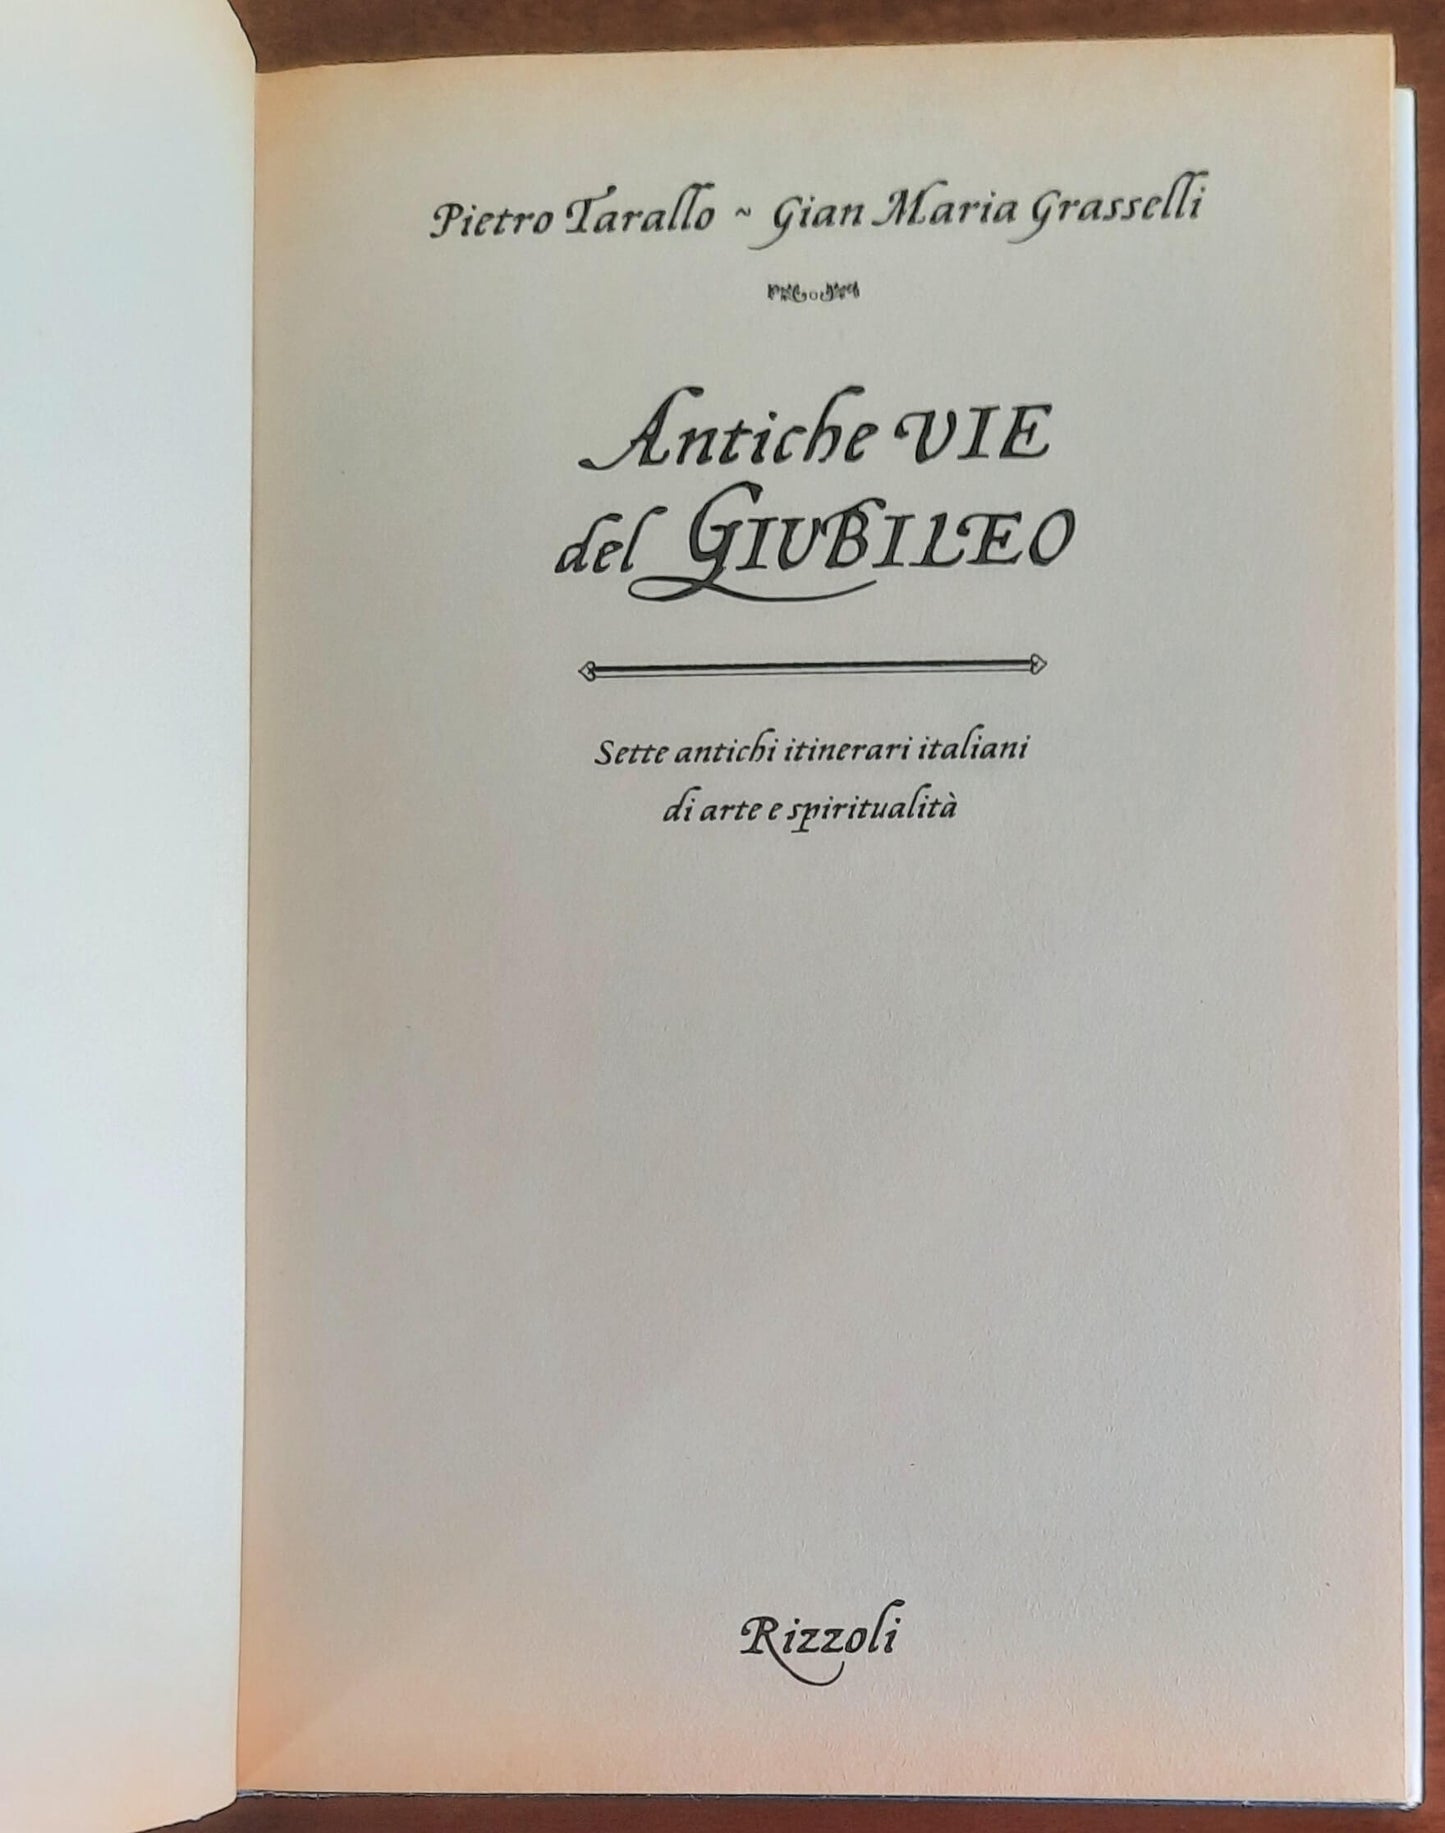 Pietro Tarallo ~ Gian Maria Grasselli
Antiche VIE
del GIUBILEO
Sette antichi itinerari italiani
di arte e spiritualità
Rizzoli